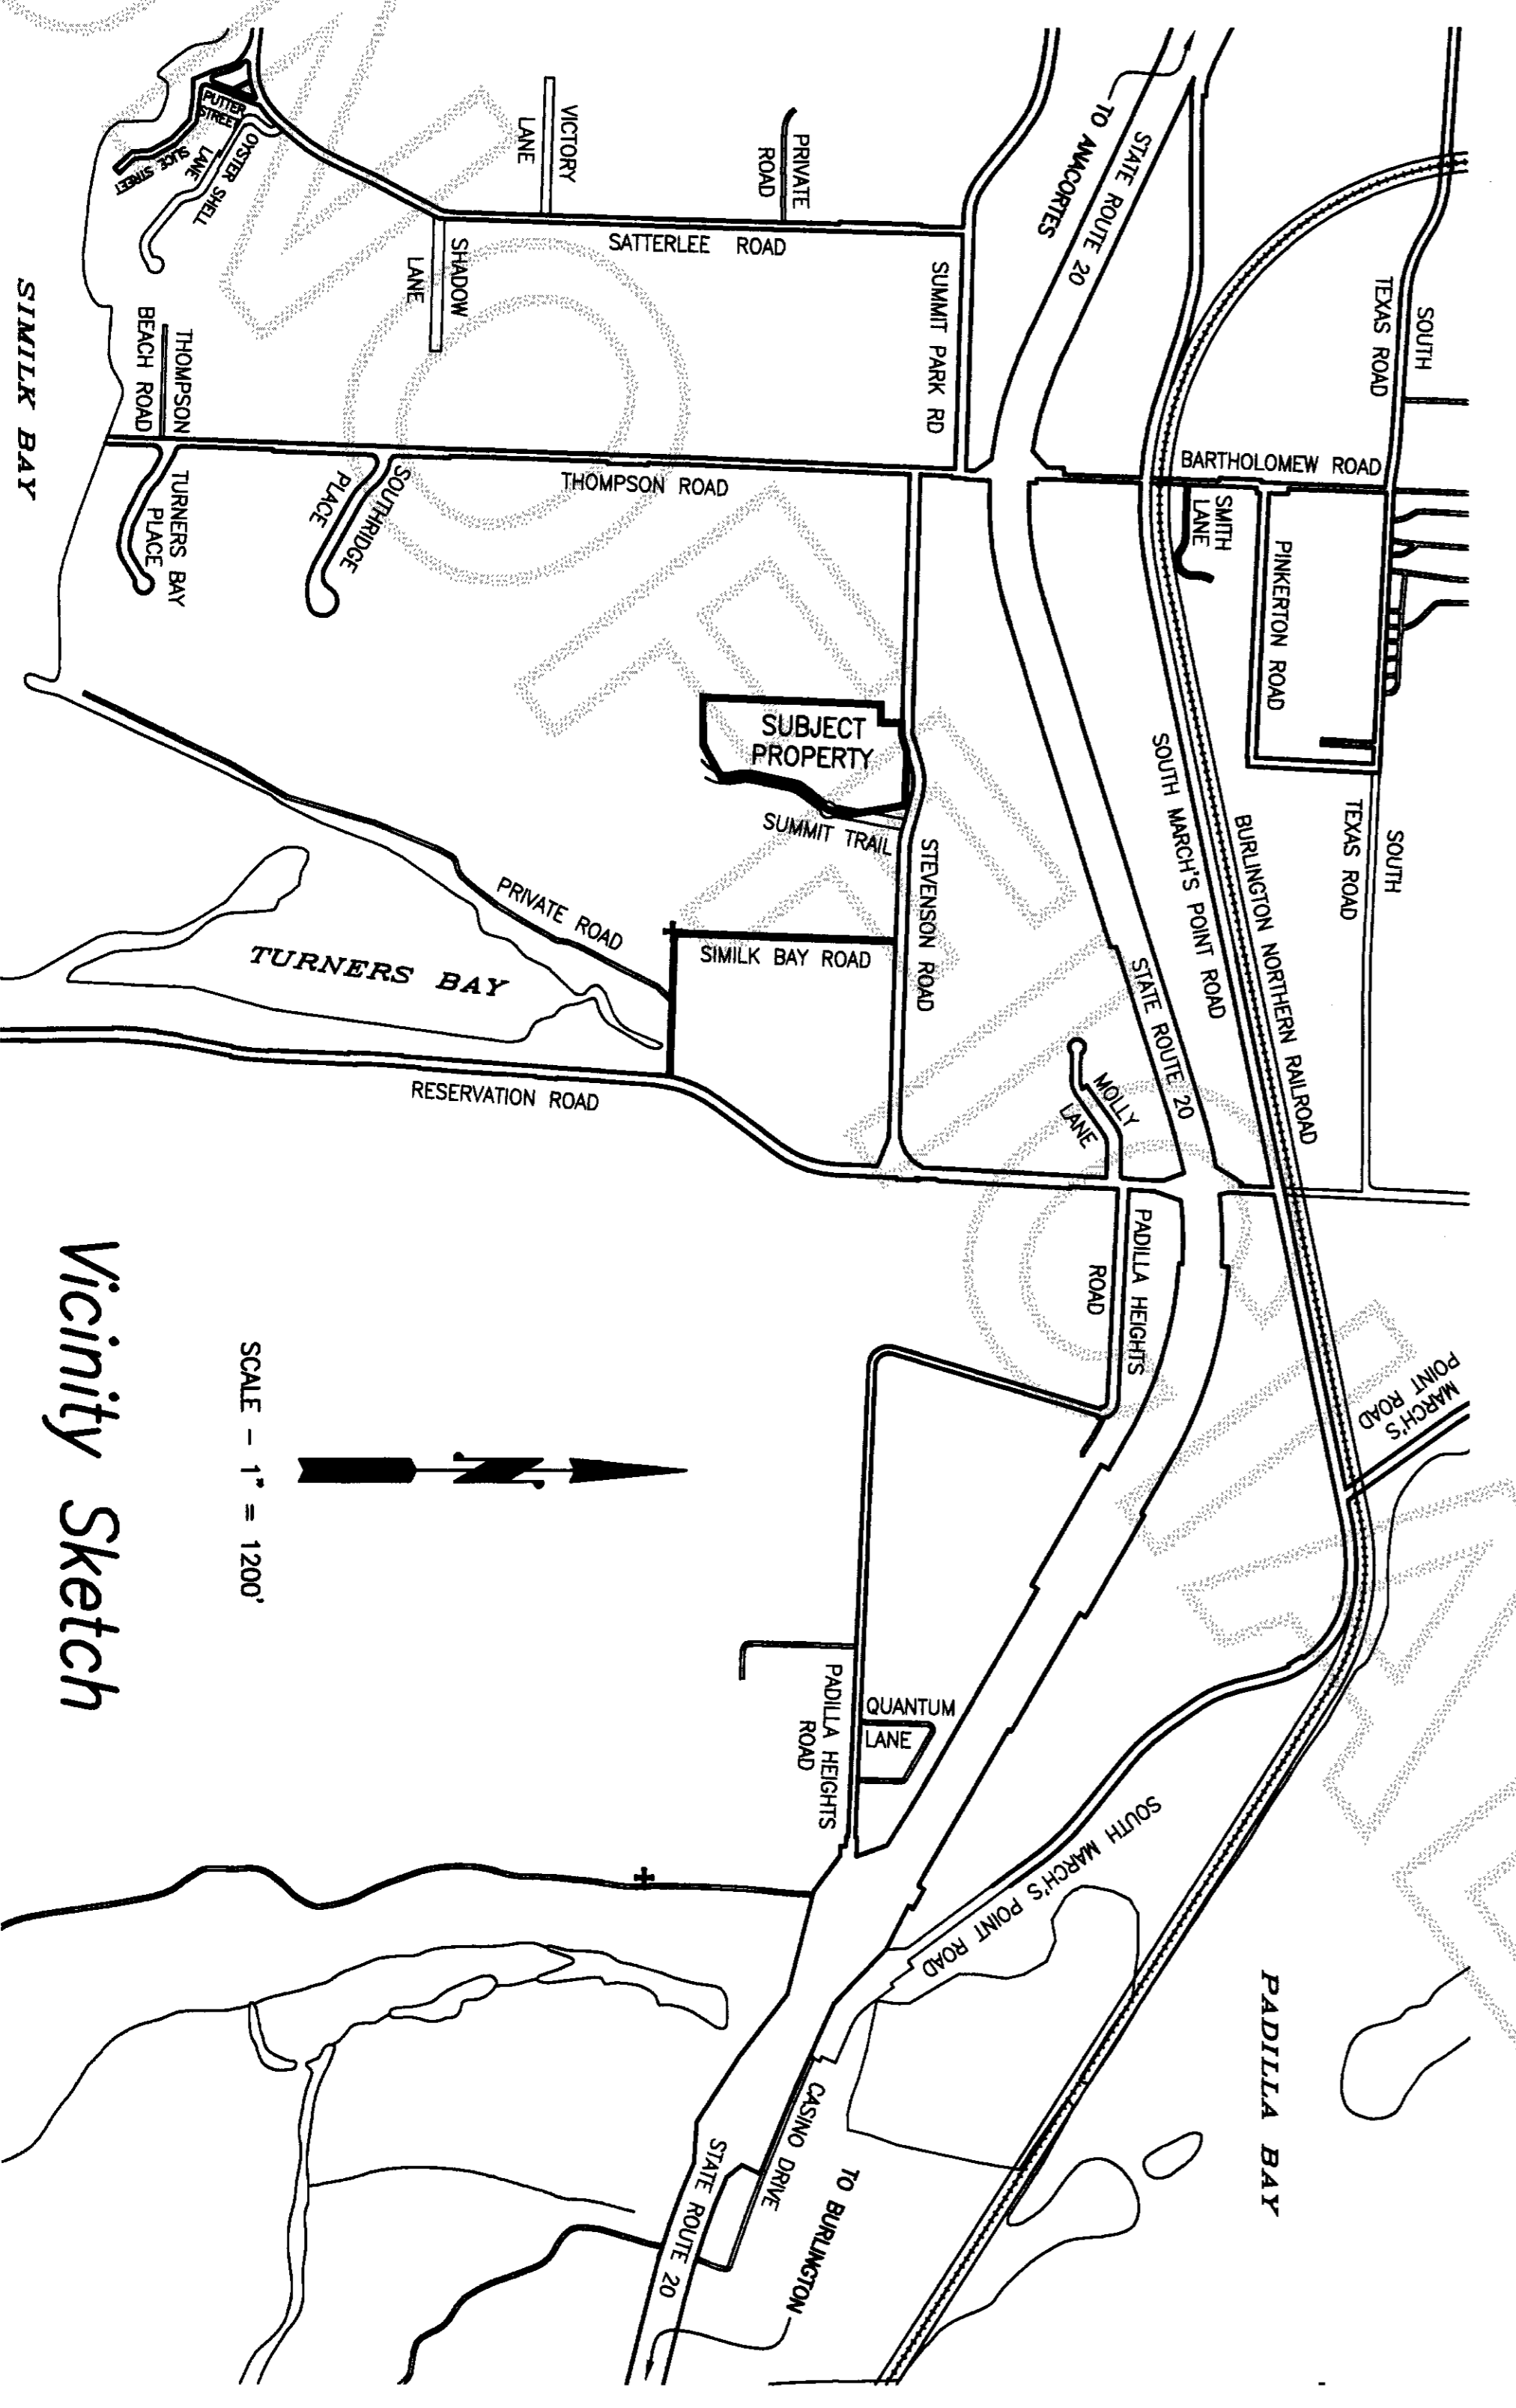 SOUTH
TEXAS ROAD
SOUTH
TEXAS ROAD
MARCH'S
POINT ROAD
PADILLA BAY
BARTHOLOMEW ROAD
SMITH
LANE
PINKERTON ROAD
BURLINGTON NORTHERN RAILROAD
SOUTH MARCH'S POINT ROAD
STATE ROUTE 20
TO ANACORTES
STATE ROUTE 20
MOLLY
LANE
PADILLA HEIGHTS
ROAD
SOUTH MARCH'S POINT ROAD
SUMMIT PARK RD
STEVENSON ROAD
SUBJECT
PROPERTY
SUMMIT TRAIL
SIMILK BAY ROAD
QUANTUM
LANE
PADILLA HEIGHTS
ROAD
CASINO DRIVE
TO BURLINGTON
STATE ROUTE 20
PRIVATE
ROAD
SATTERLEE ROAD
THOMPSON ROAD
VICTORY
LANE
SHADOW
LANE
SOUTHRIDGE
PLACE
PRIVATE ROAD
TURNERS BAY
RESERVATION ROAD
PUTTER
STREET
OYSTER SHELL
LANE
SLICE STREET
THOMPSON
BEACH ROAD
TURNERS BAY
PLACE
SIMILK BAY
SCALE - 1" = 1200'
Vicinity Sketch